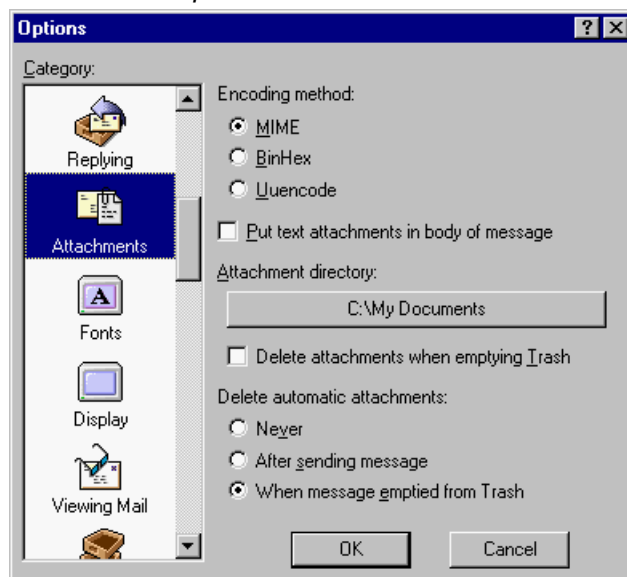 Options
Category:
Replying
Attachments
Fonts
Display
Viewing Mail
Encoding method:
MIME
BinHex
Uuencode
Put text attachments in body of message
Attachment directory:
C:\My Documents
Delete attachments when emptying Trash
Delete automatic attachments:
Never
After sending message
When message emptied from Trash
OK
Cancel